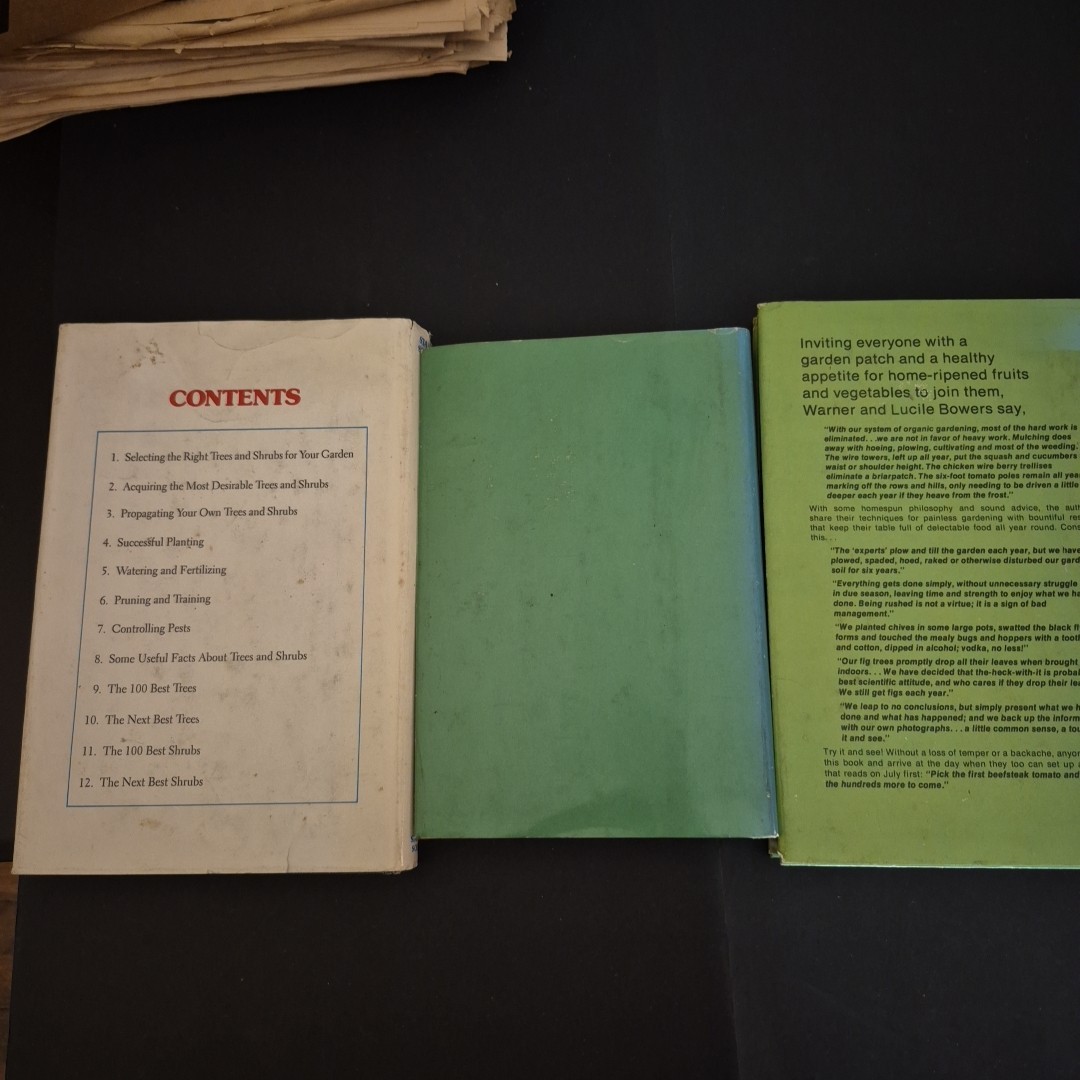 CONTENTS
1. Selecting the Right Trees and Shrubs for Your Garden
2. Acquiring the Most Desirable Trees and Shrubs
3. Propagating Your Own Trees and Shrubs
4. Successful Planting
5. Watering and Fertilizing
6. Pruning and Training
7. Controlling Pests
8. Some Useful Facts About Trees and Shrubs
9. The 100 Best Trees
10. The Next Best Trees
11. The 100 Best Shrubs
12. The Next Best Shrubs
Inviting everyone with a
garden patch and a healthy
appetite for home-ripened fruits
and vegetables to join them,
Warner and Lucile Bowers say,
"With our system of organic gardening, most of the hard work is
eliminated. . .we are not in favor of heavy work. Mulching does
away with hoeing, plowing, cultivating and most of the weeding.
The wire towers, left up all year, put the squash and cucumbers
waist or shoulder height. The chicken wire berry trellises
eliminate a briarpatch. The six-foot tomato poles remain all
marking off the rows and hills, only needing to be driven a little
deeper each year if they heave from the frost."
With some homespun philosophy and sound advice, the
share their techniques for painless gardening with bountiful
that keep their table full of delectable food all year round.
this. . .
"The 'experts' plow and till the garden each year, but we have
plowed, spaded, hoed, raked or otherwise disturbed our
soil for six years."
"Everything gets done simply, without unnecessary struggle
in due season, leaving time and strength to enjoy what we
done. Being rushed is not a virtue; it is a sign of bad
management."
"We planted chives in some large pots, swatted the black
forms and touched the mealy bugs and hoppers with a
and cotton, dipped in alcohol; vodka, no less!"
"Our fig trees promptly drop all their leaves when brought
indoors. . . We have decided that the-heck-with-it is
best scientific attitude, and who cares if they drop their
We still get figs each year."
"We leap to no conclusions, but simply present what we
done and what has happened; and we back up the
with our own photographs. . . a little common sense, a
it and see."
Try it and see! Without a loss of temper or a backache,
this book and arrive at the day when they too can set up
that reads on July first: "Pick the first beefsteak tomato and
the hundreds more to come."